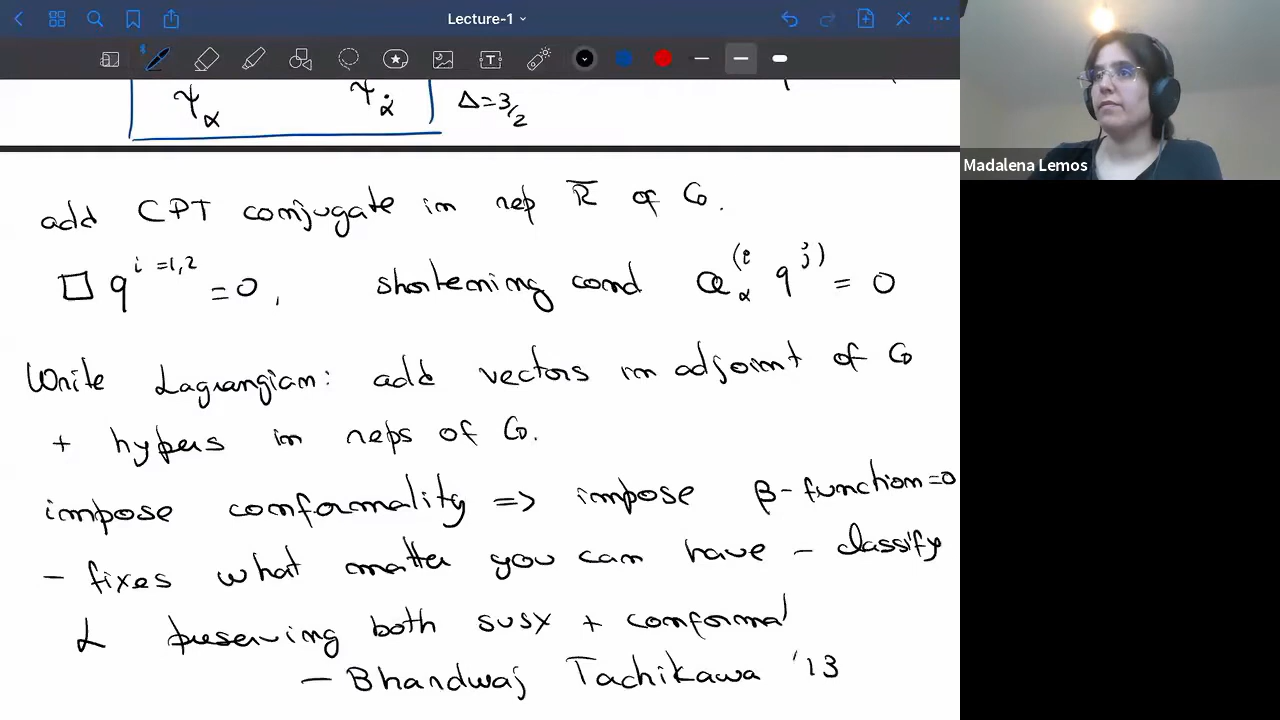 Lecture-1
ψ_α ψ_α̇ Δ=3/2
Madalena Lemos
add CPT conjugate in rep R̅ of G.
□ q^{i=1,2} = 0, shortening cond Q_α^{(i} q^{j)} = 0
Write Lagrangian: add vectors in adjoint of G
+ hypers in reps of G.
impose conformality => impose β-function=0
- fixes what matter you can have - classify
L preserving both susy + conformal
- Bhardwaj Tachikawa '13